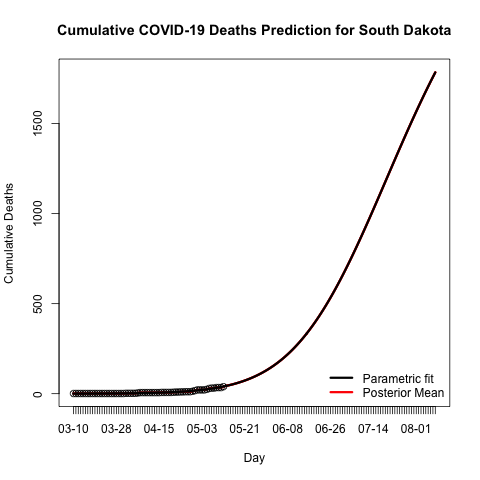 Cumulative COVID-19 Deaths Prediction for South Dakota
Cumulative Deaths
1500
1000
500
0
Parametric fit
Posterior Mean
03-10 03-28 04-15 05-03 05-21 06-08 06-26 07-14 08-01
Day